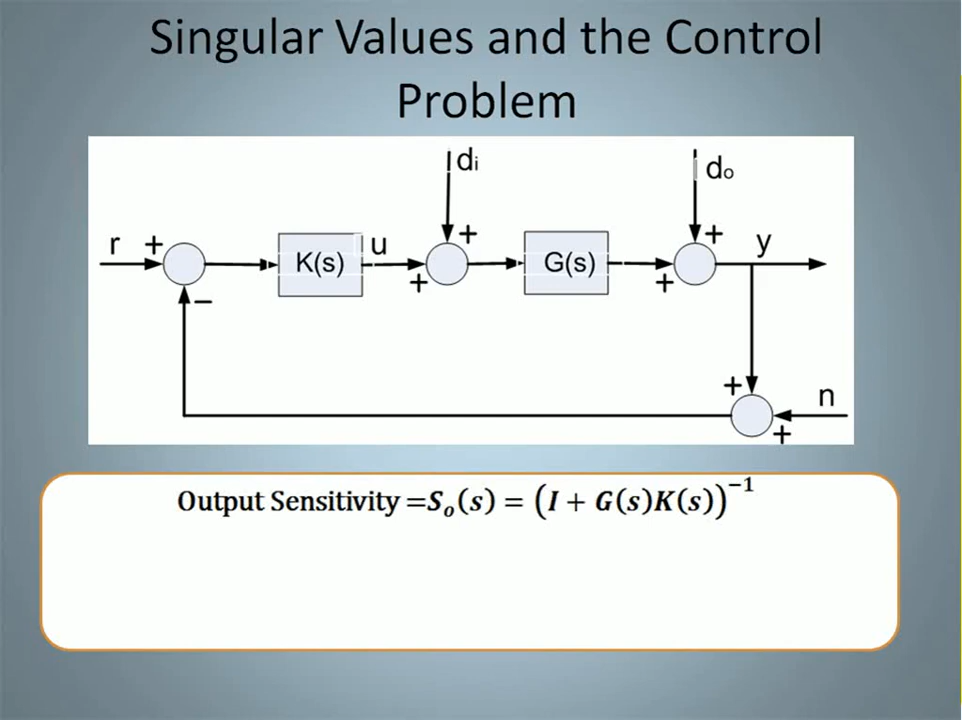 Singular Values and the Control
Problem
di
do
r + u + + y
K(s) G(s)
+ +
−
+ n
+
Output Sensitivity =Sₒ(s) = (I + G(s)K(s))⁻¹